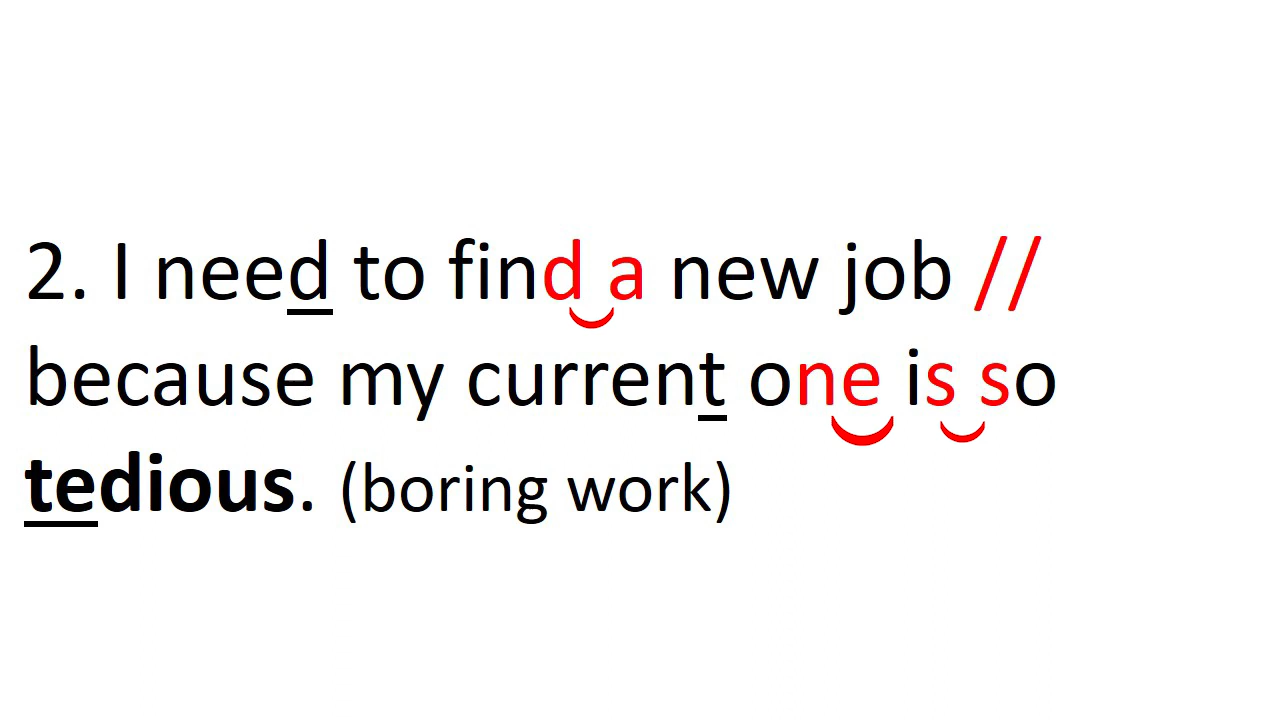 2. I need to find a new job //
because my current one is so
tedious. (boring work)